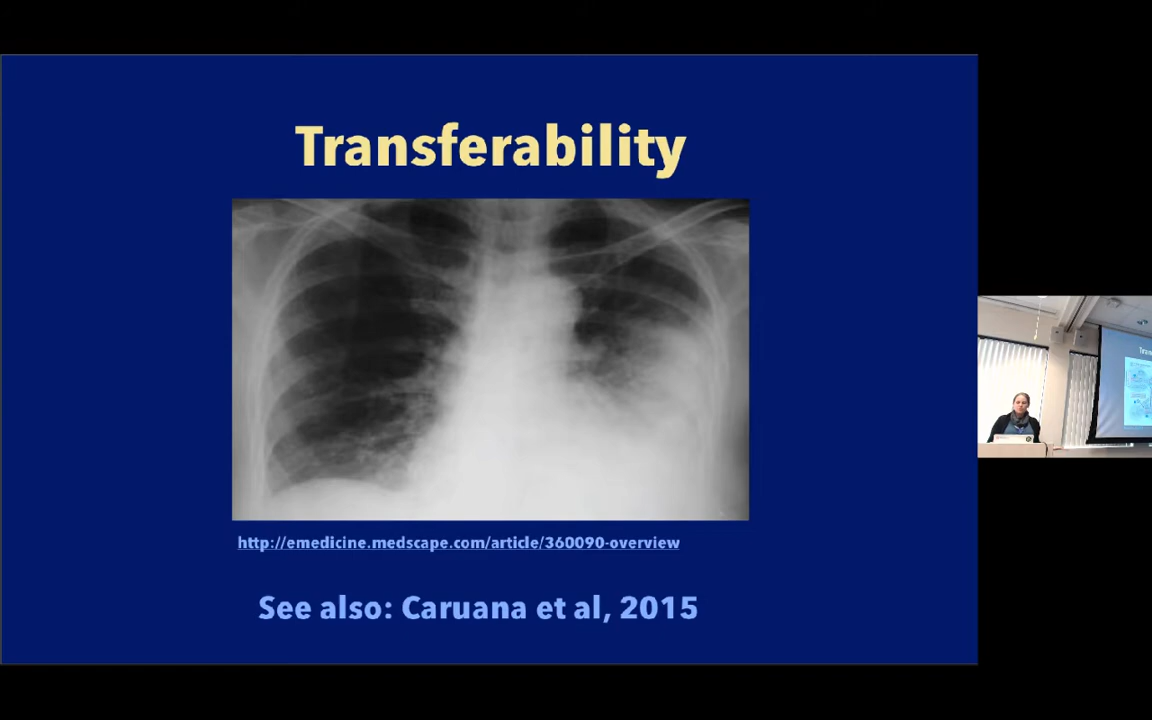 Transferability
http://emedicine.medscape.com/article/360090-overview
See also: Caruana et al, 2015